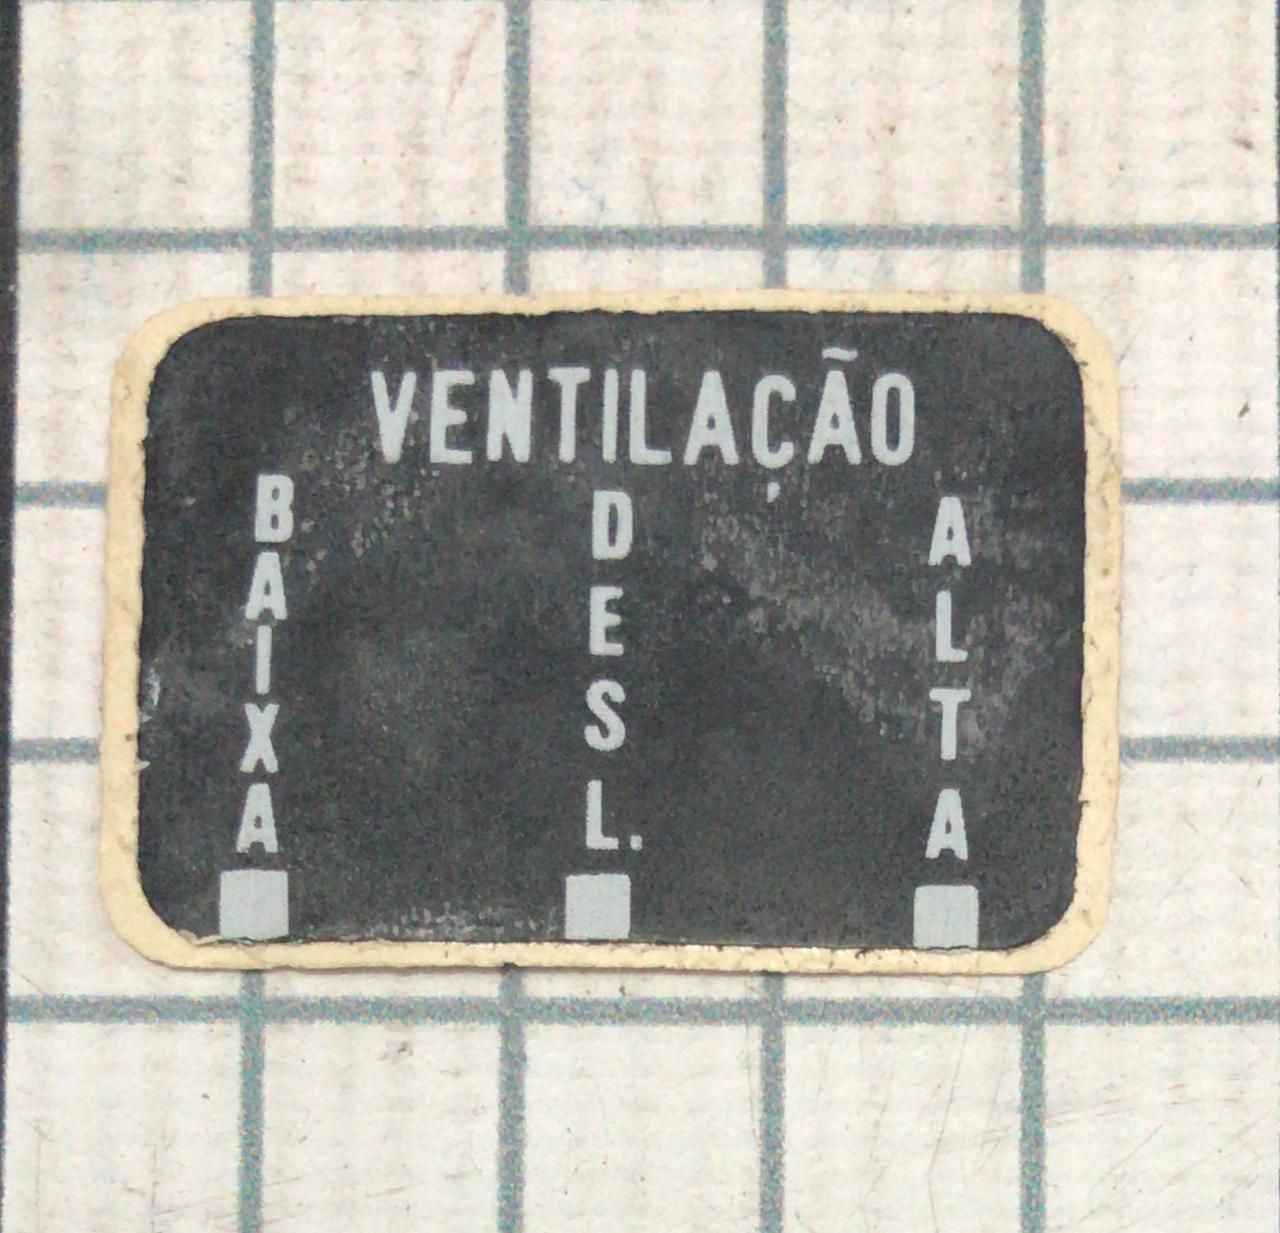 VENTILAÇÃO
BAIXA
DESL.
ALTA